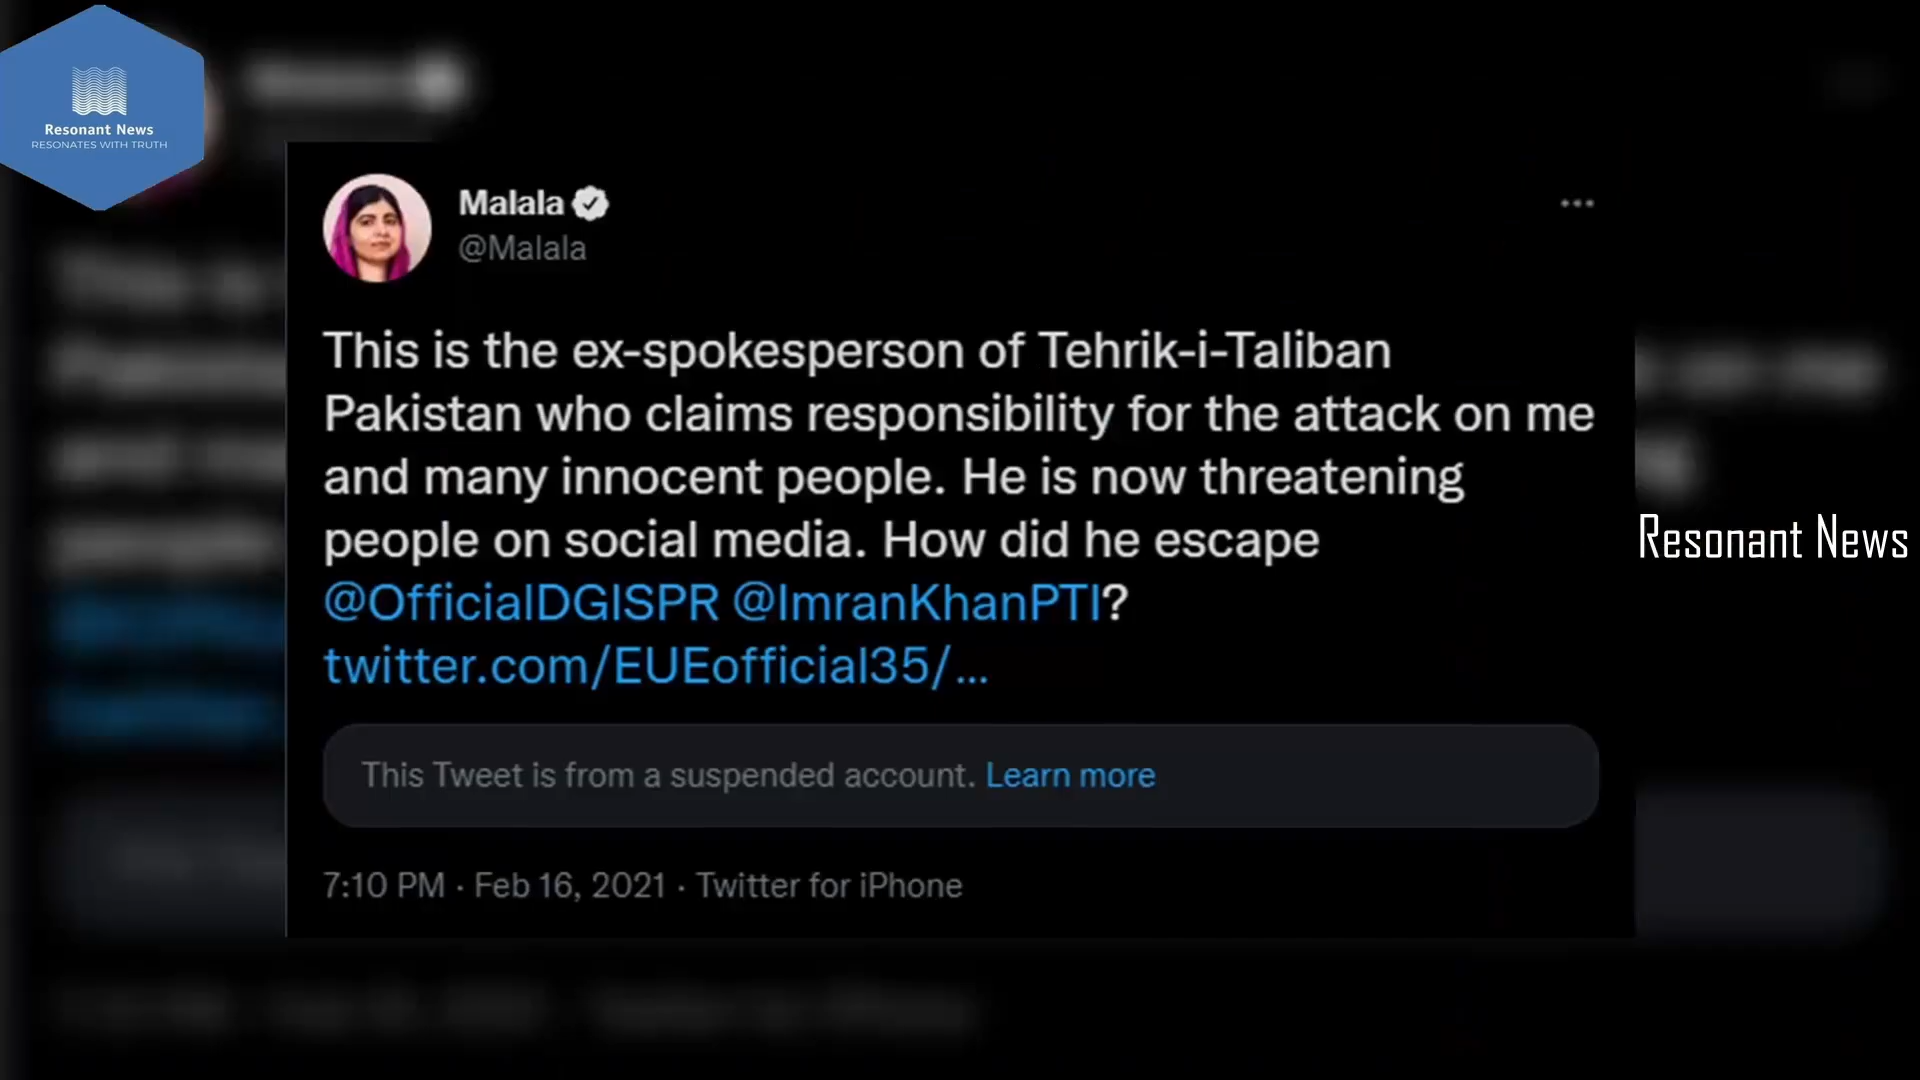 Resonant News
RESONATES WITH TRUTH
Malala
@Malala
This is the ex-spokesperson of Tehrik-i-Taliban
Pakistan who claims responsibility for the attack on me
and many innocent people. He is now threatening
people on social media. How did he escape
@OfficialDGISPR @ImranKhanPTI?
twitter.com/EUEofficial35/...
This Tweet is from a suspended account. Learn more
7:10 PM · Feb 16, 2021 · Twitter for iPhone
Resonant News